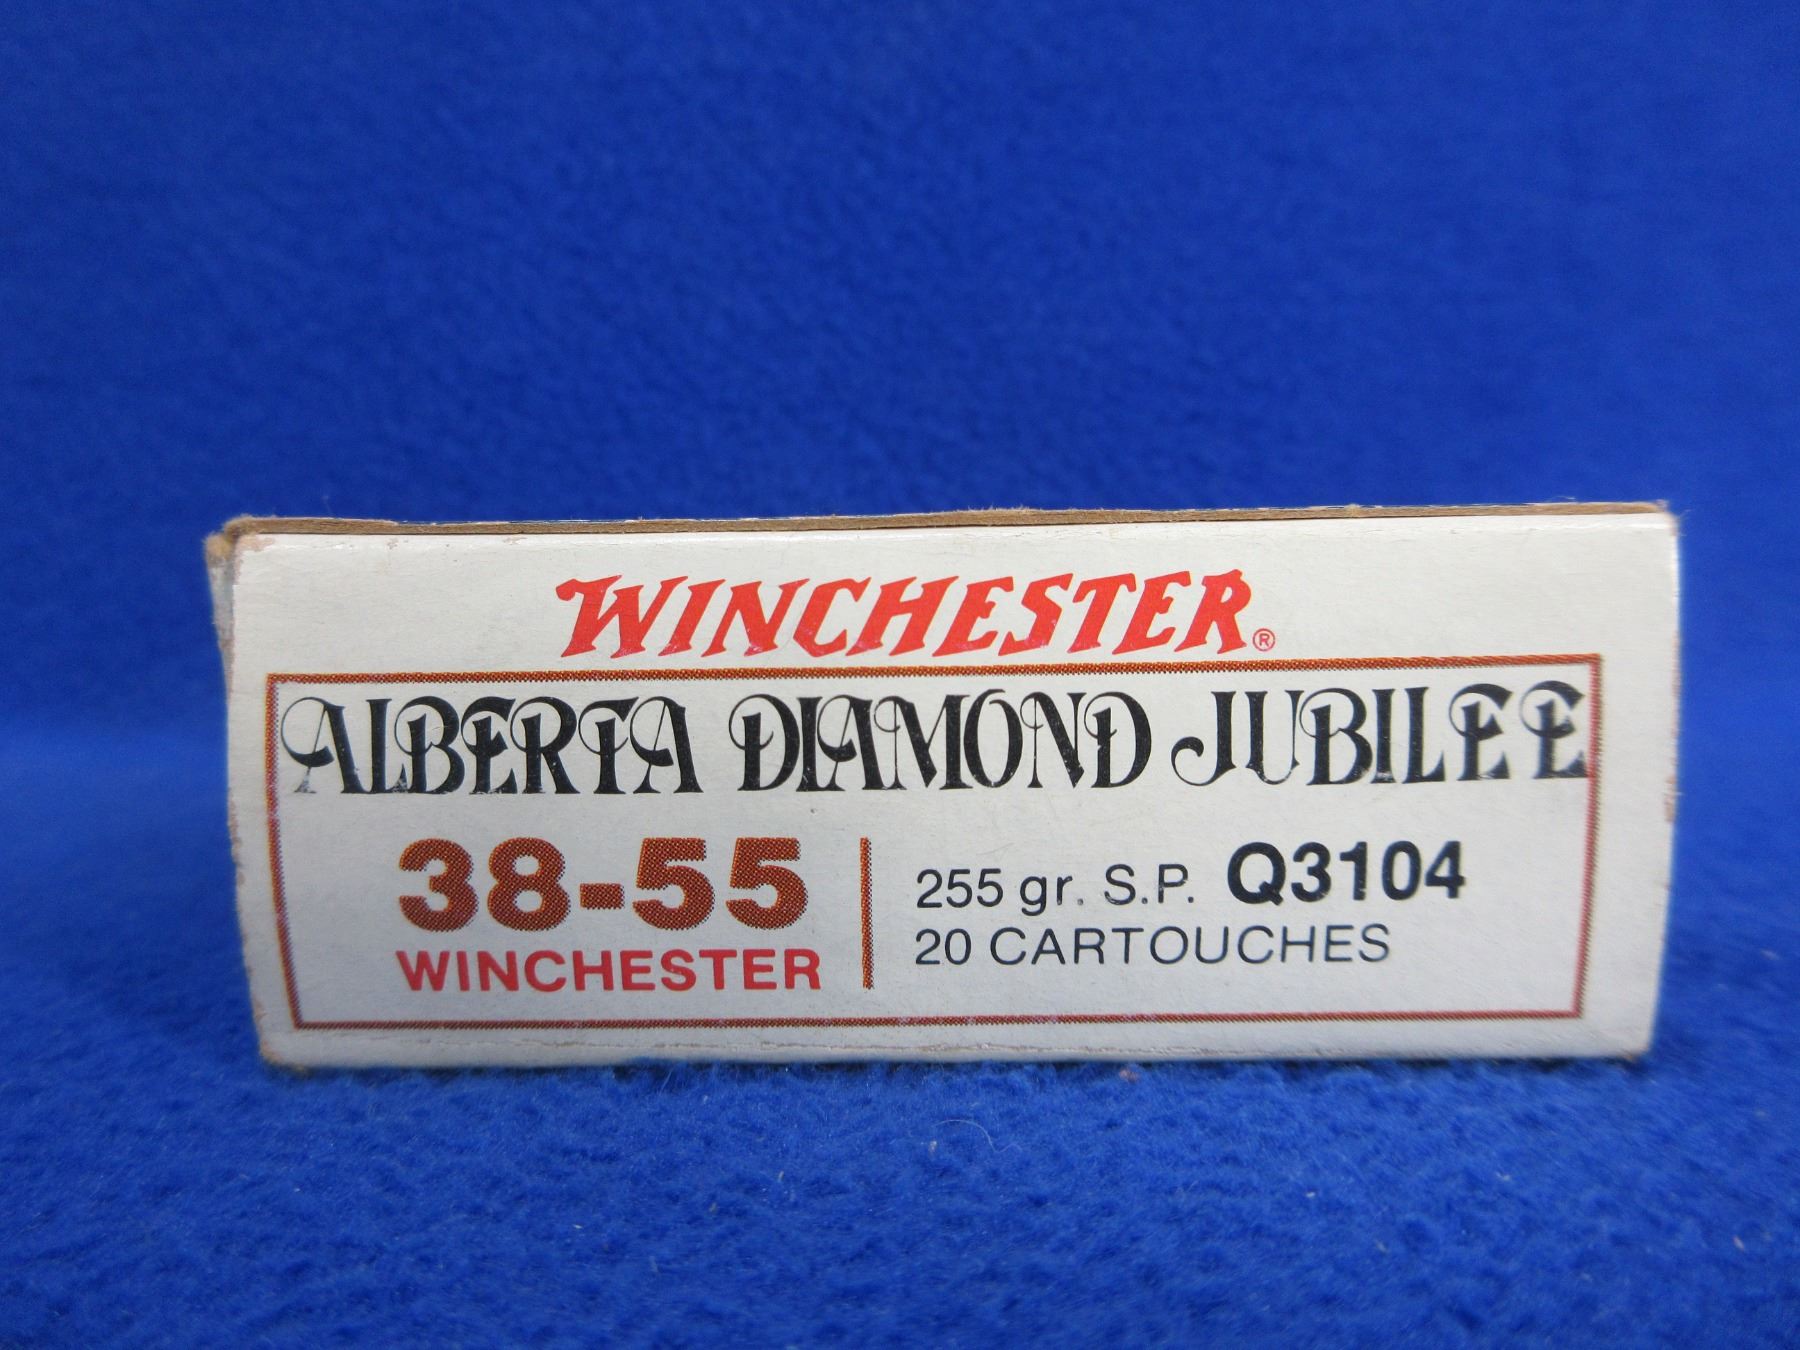 WINCHESTER®
ALBERTA DIAMOND JUBILEE
38-55
WINCHESTER
255 gr. S.P. Q3104
20 CARTOUCHES